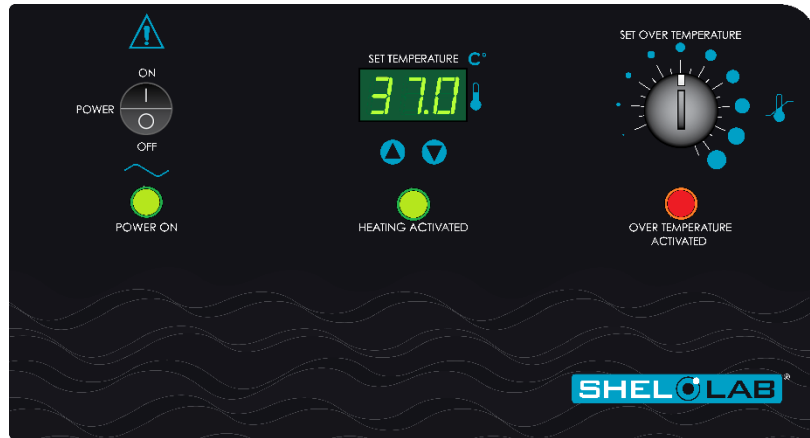 ON
POWER
OFF
POWER ON
SET TEMPERATURE C°
37.0
HEATING ACTIVATED
SET OVER TEMPERATURE
OVER TEMPERATURE
ACTIVATED
SHEL LAB®